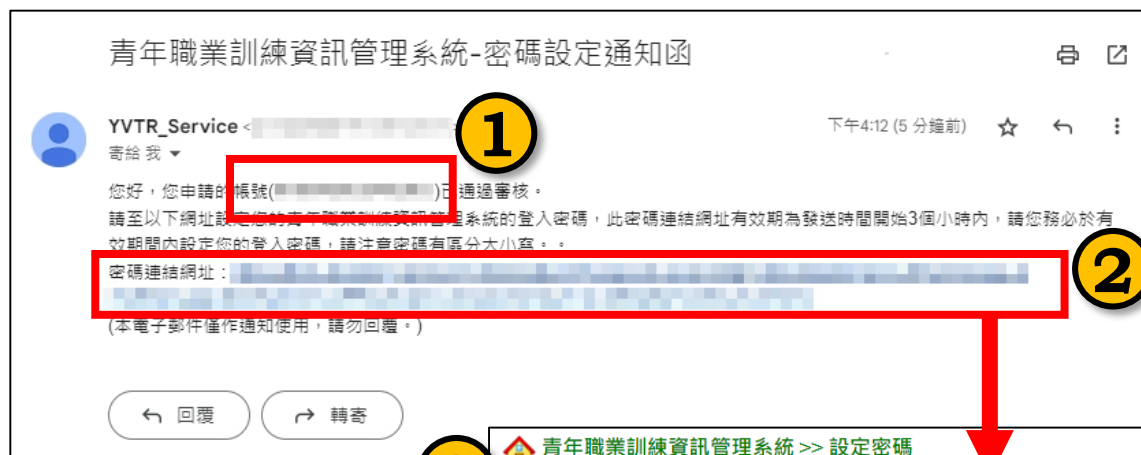 青年職業訓練資訊管理系統-密碼設定通知函
YVTR_Service <
1
下午4:12 (5 分鐘前)
寄給 我
您好，您申請的帳號( )已通過審核。
請至以下網址設定您的青年職業訓練資訊管理系統的登入密碼，此密碼連結網址有效期為發送時間開始3個小時內，請您務必於有
效期間內設定您的登入密碼，請注意密碼有區分大小寫。。
密碼連結網址：
2
(本電子郵件僅作通知使用，請勿回覆。)
回覆
轉寄
青年職業訓練資訊管理系統 >> 設定密碼